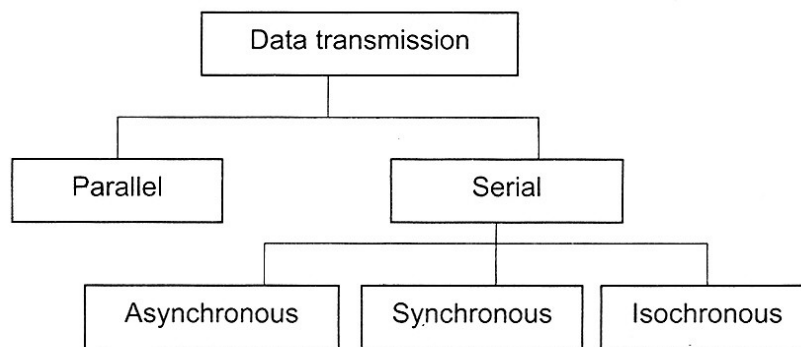 Data transmission
Parallel
Serial
Asynchronous
Synchronous
Isochronous